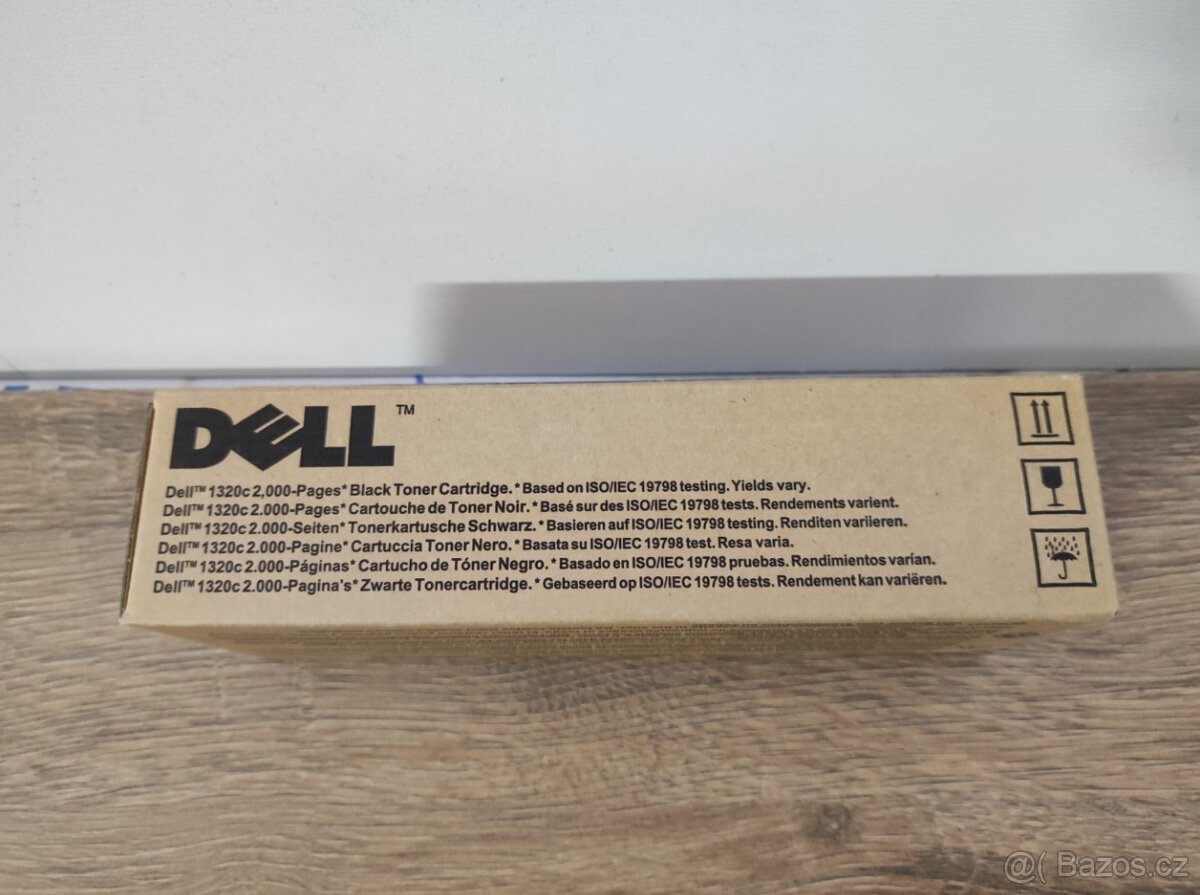 DELL™
Dell™ 1320c 2,000-Pages* Black Toner Cartridge. * Based on ISO/IEC 19798 testing. Yields vary.
Dell™ 1320c 2.000-Pages* Cartouche de Toner Noir. * Basé sur des ISO/IEC 19798 tests. Rendements varient.
Dell™ 1320c 2.000-Seiten* Tonerkartusche Schwarz. * Basieren auf ISO/IEC 19798 testing. Renditen variieren.
Dell™ 1320c 2.000-Pagine* Cartuccia Toner Nero. * Basata su ISO/IEC 19798 test. Resa varia.
Dell™ 1320c 2.000-Páginas* Cartucho de Tóner Negro. * Basado en ISO/IEC 19798 pruebas. Rendimientos varían.
Dell™ 1320c 2.000-Pagina's* Zwarte Tonercartridge. * Gebaseerd op ISO/IEC 19798 tests. Rendement kan variëren.
@( Bazos.cz